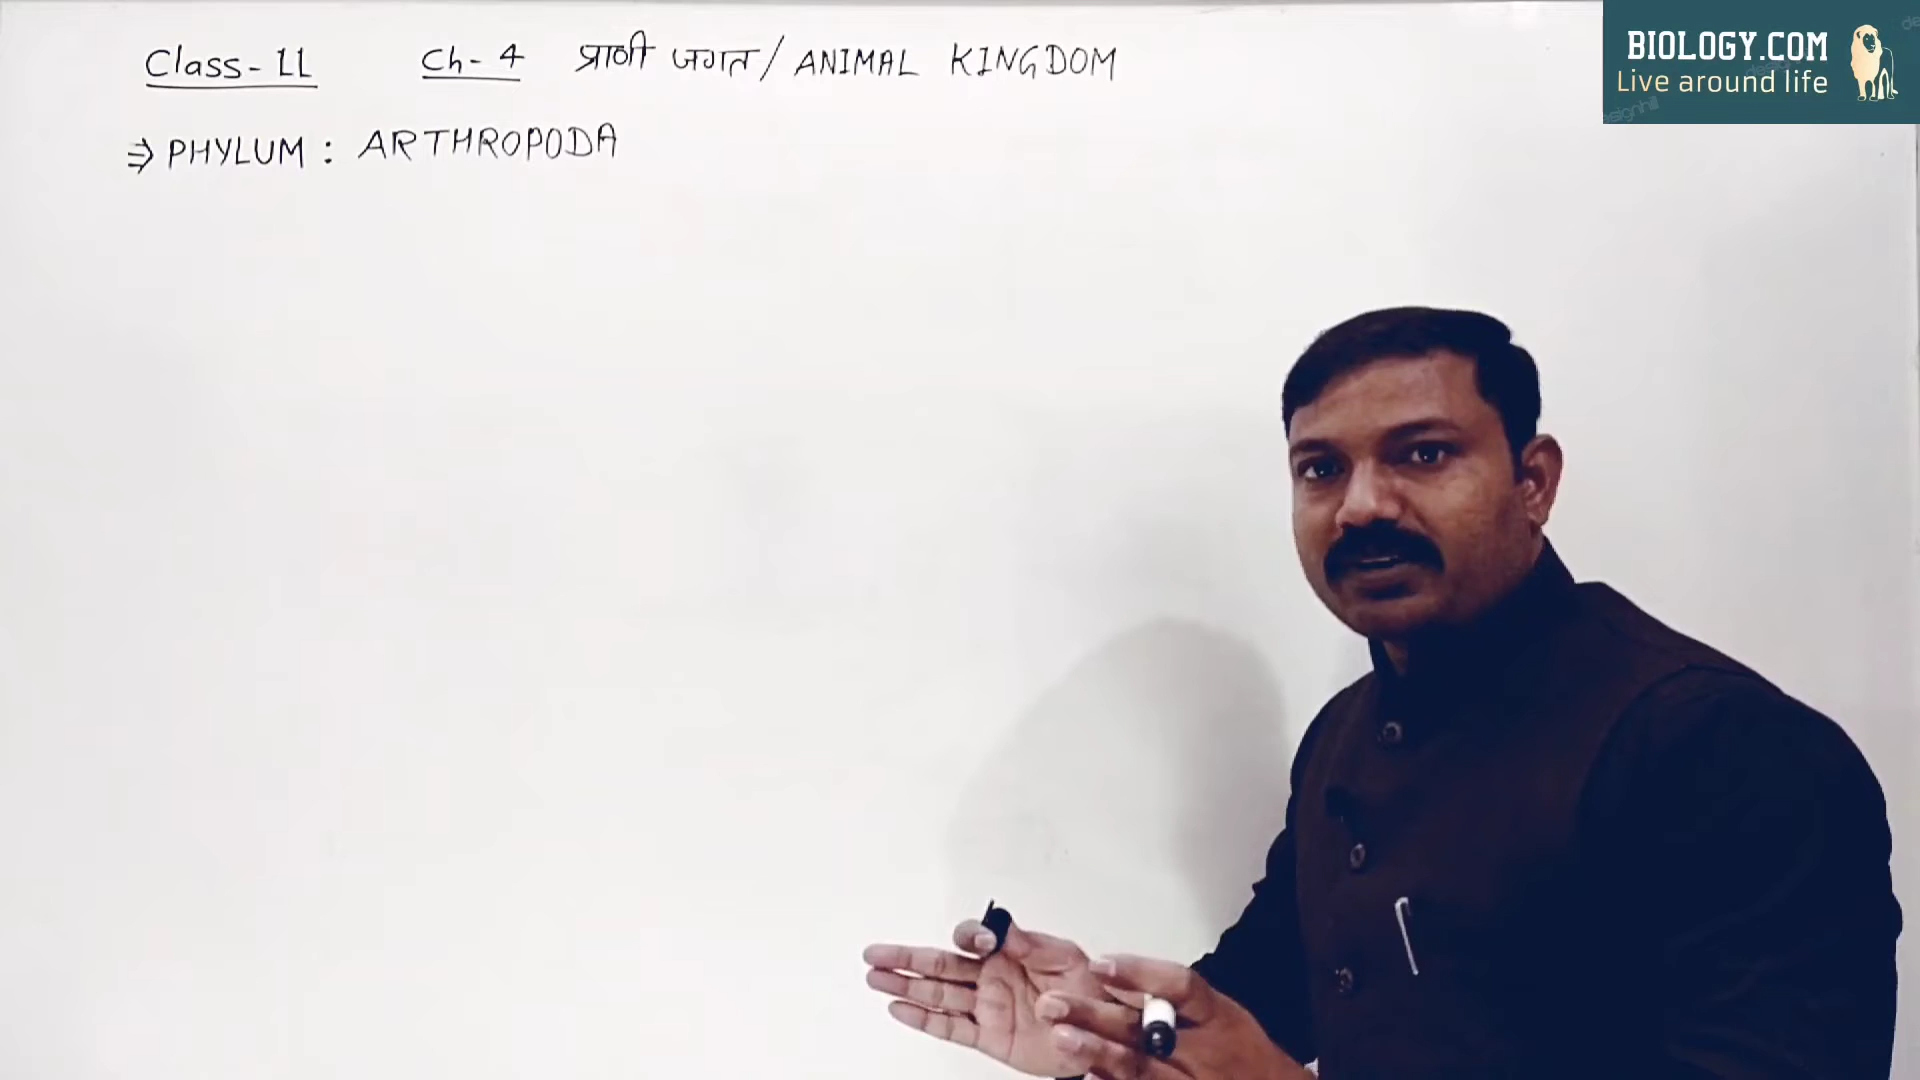 Class-11 Ch-4 प्राणी जगत/ANIMAL KINGDOM
⇒ PHYLUM : ARTHROPODA
BIOLOGY.COM
Live around life